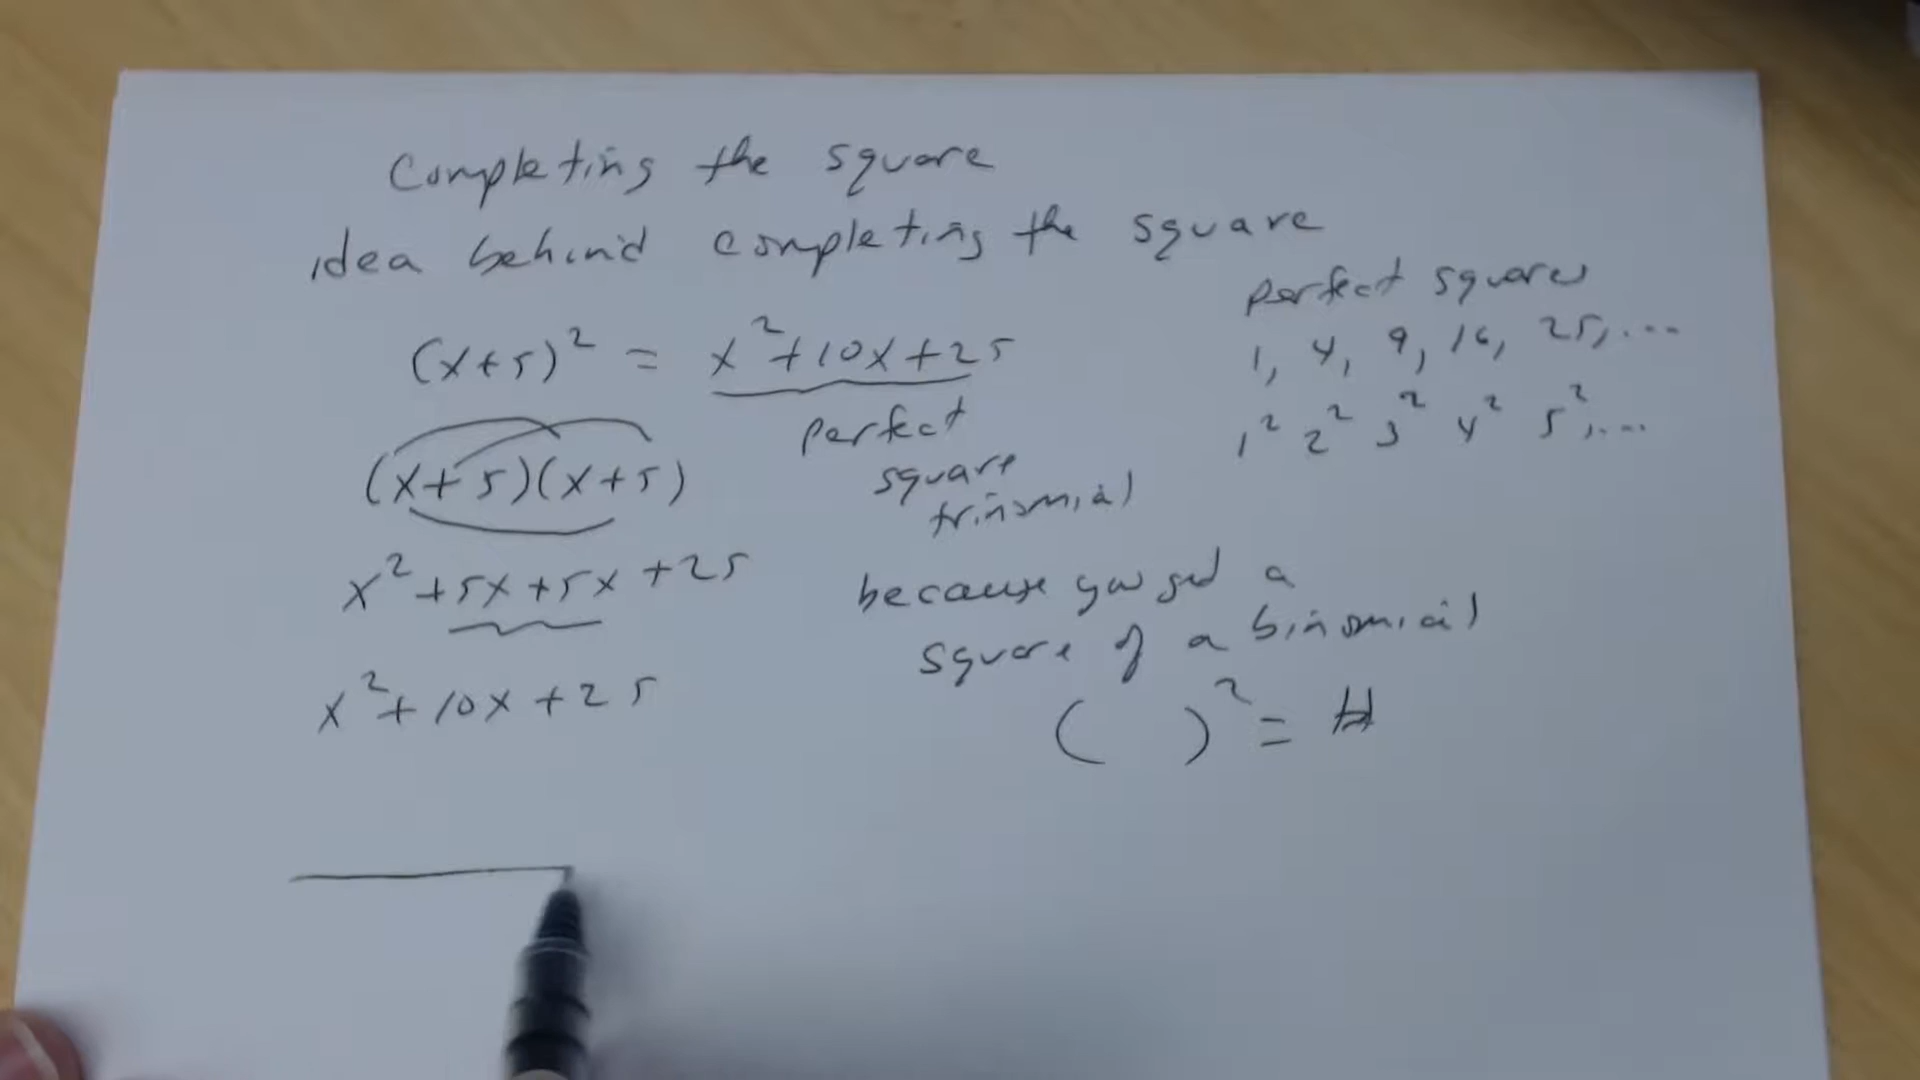 Completing the square
idea behind completing the square
(x+5)² = x²+10x+25
perfect
square
trinomial
(x+5)(x+5)
x²+5x+5x+25
x²+10x+25
perfect squares
1, 4, 9, 16, 25, ...
1² 2² 3² 4² 5², ...
because you get a
square of a binomial
( )² = #